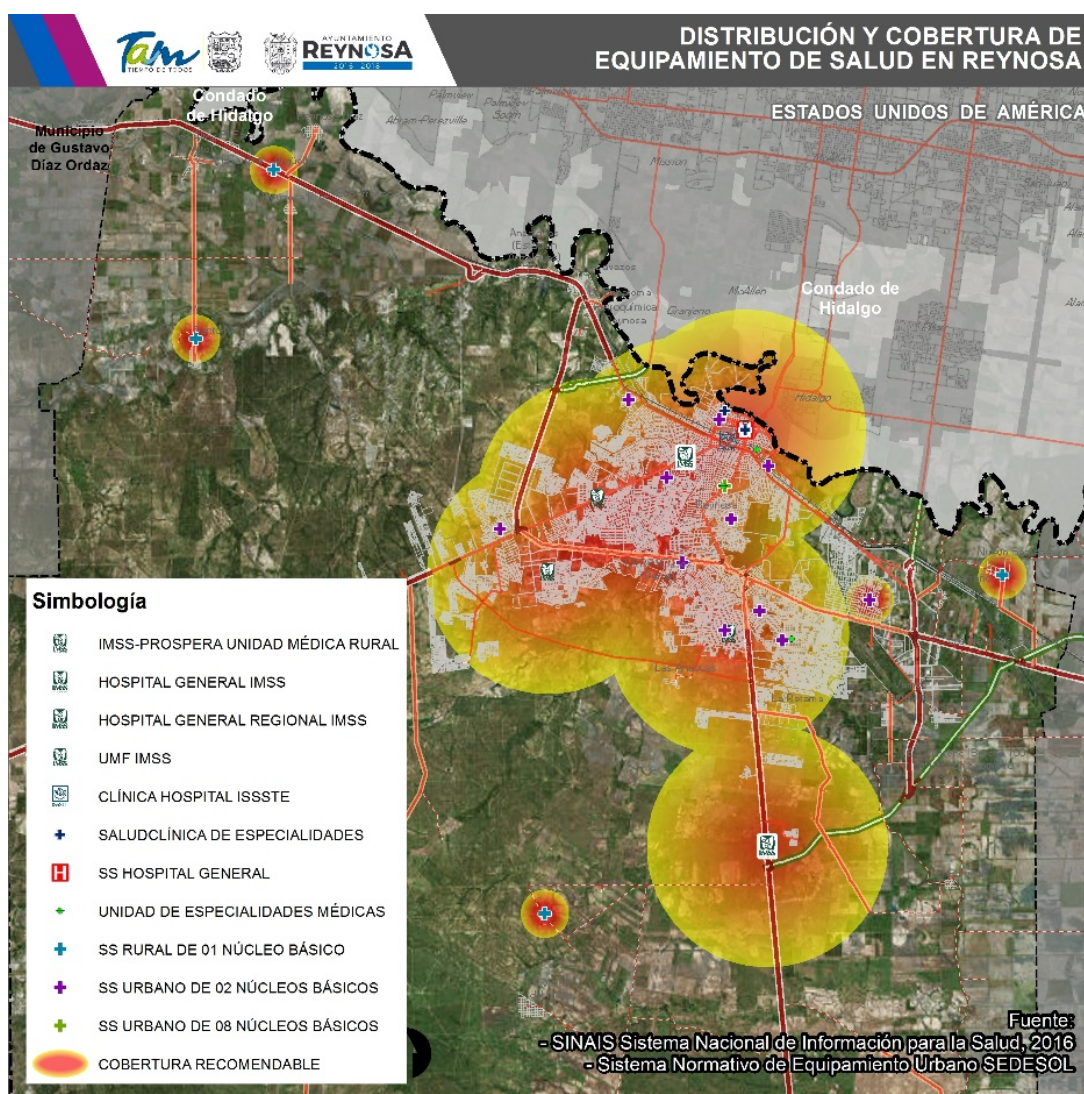 Tam
TIEMPO DE TODOS
AYUNTAMIENTO
REYNOSA
2016 - 2018
DISTRIBUCIÓN Y COBERTURA DE
EQUIPAMIENTO DE SALUD EN REYNOSA
ESTADOS UNIDOS DE AMÉRICA
Condado
de Hidalgo
Municipio
de Gustavo
Díaz Ordaz
Abram-Perezville
Palmview
Mission
McAllen
Granjeno
Hidalgo
Condado de
Hidalgo
Reynosa
Simbología
IMSS-PROSPERA UNIDAD MÉDICA RURAL
HOSPITAL GENERAL IMSS
HOSPITAL GENERAL REGIONAL IMSS
UMF IMSS
CLÍNICA HOSPITAL ISSSTE
SALUDCLÍNICA DE ESPECIALIDADES
SS HOSPITAL GENERAL
UNIDAD DE ESPECIALIDADES MÉDICAS
SS RURAL DE 01 NÚCLEO BÁSICO
SS URBANO DE 02 NÚCLEOS BÁSICOS
SS URBANO DE 08 NÚCLEOS BÁSICOS
COBERTURA RECOMENDABLE
Fuente:
- SINAIS Sistema Nacional de Información para la Salud, 2016
- Sistema Normativo de Equipamiento Urbano SEDESOL